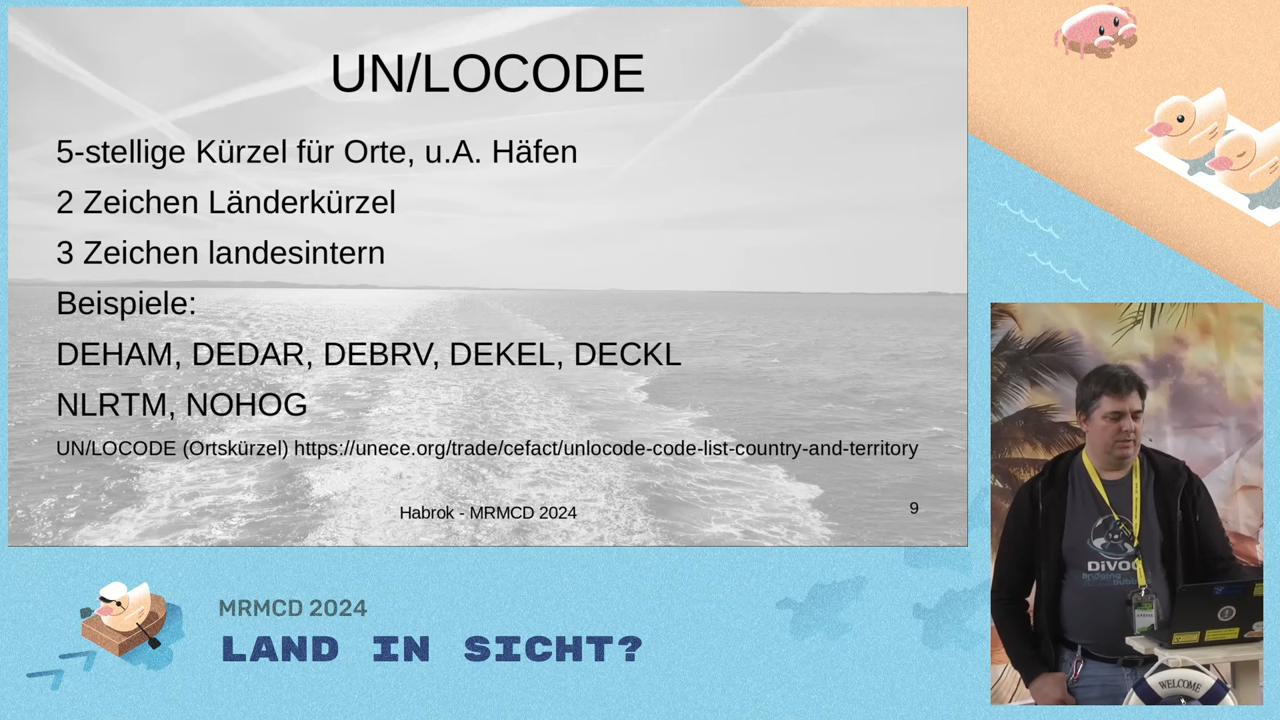 UN/LOCODE
5-stellige Kürzel für Orte, u.A. Häfen
2 Zeichen Länderkürzel
3 Zeichen landesintern
Beispiele:
DEHAM, DEDAR, DEBRV, DEKEL, DECKL
NLRTM, NOHOG
UN/LOCODE (Ortskürzel) https://unece.org/trade/cefact/unlocode-code-list-country-and-territory
Habrok - MRMCD 2024
9
MRMCD 2024
LAND IN SICHT?
DiVOC
WELCOME